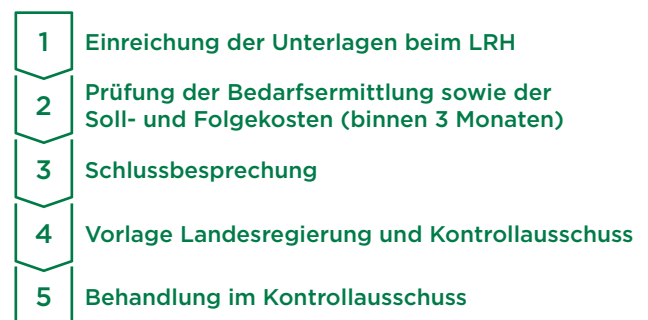 1 Einreichung der Unterlagen beim LRH
2 Prüfung der Bedarfsermittlung sowie der
Soll- und Folgekosten (binnen 3 Monaten)
3 Schlussbesprechung
4 Vorlage Landesregierung und Kontrollausschuss
5 Behandlung im Kontrollausschuss